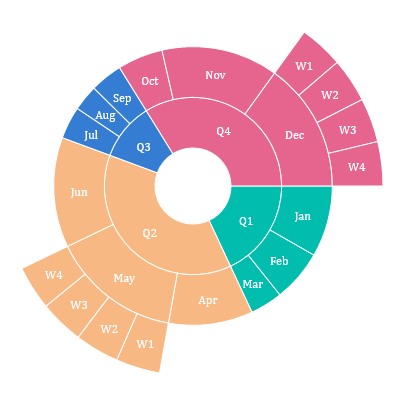 W1
W2
W3
W4
Dec
Nov
Oct
Q4
Sep
Aug
Jul
Q3
Jun
Q2
Q1
Jan
Feb
Mar
Apr
May
W4
W3
W2
W1